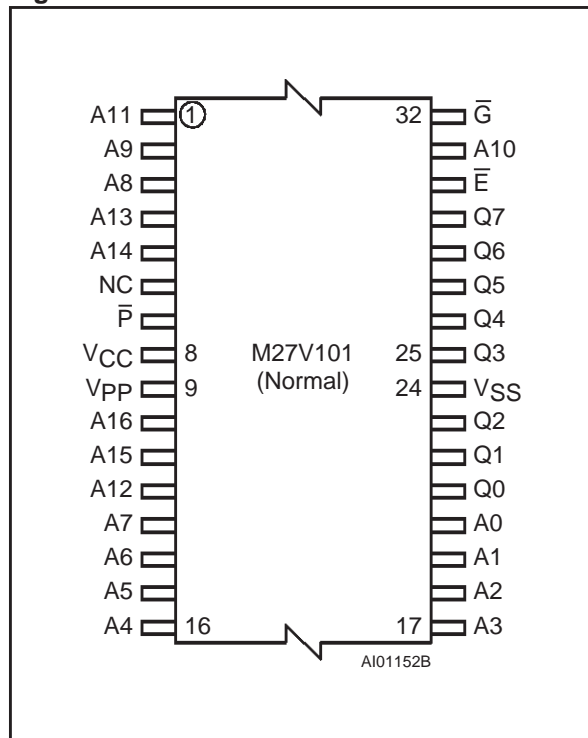 A11 1 32 G̅
A9 A10
A8 E̅
A13 Q7
A14 Q6
NC Q5
P̅ Q4
VCC 8 M27V101 25 Q3
VPP 9 (Normal) 24 VSS
A16 Q2
A15 Q1
A12 Q0
A7 A0
A6 A1
A5 A2
A4 16 17 A3
AI01152B